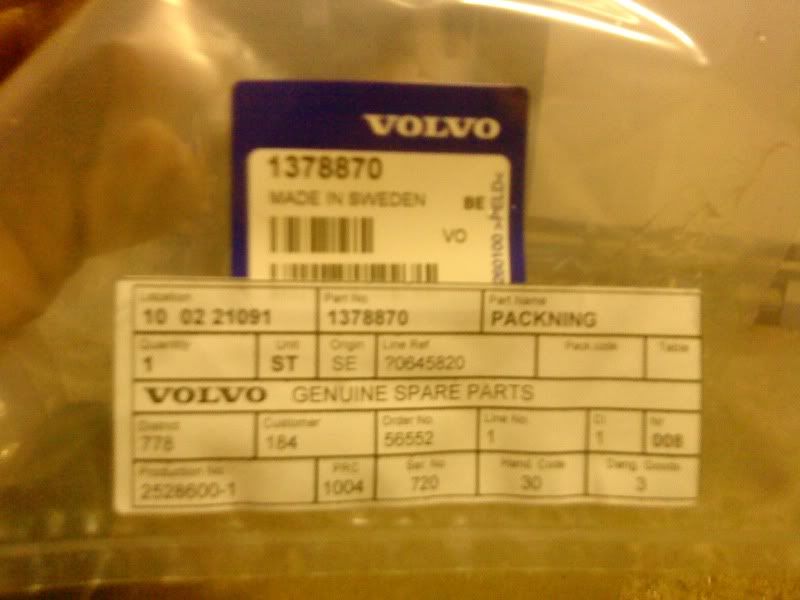 VOLVO
1378870
MADE IN SWEDEN BE
VO
260100 >PELD<
Location Part No Part Name
10 02 21091 1378870 PACKNING
Quantity Unit Origin Line Ref Pack code Table
1 ST SE ?0645820
VOLVO GENUINE SPARE PARTS
District Customer Order No. Line No. Nr
778 184 56552 1 1 008
Production No PRC Ser. No Hand. Code Dang. Goods
2528600-1 1004 720 30 3